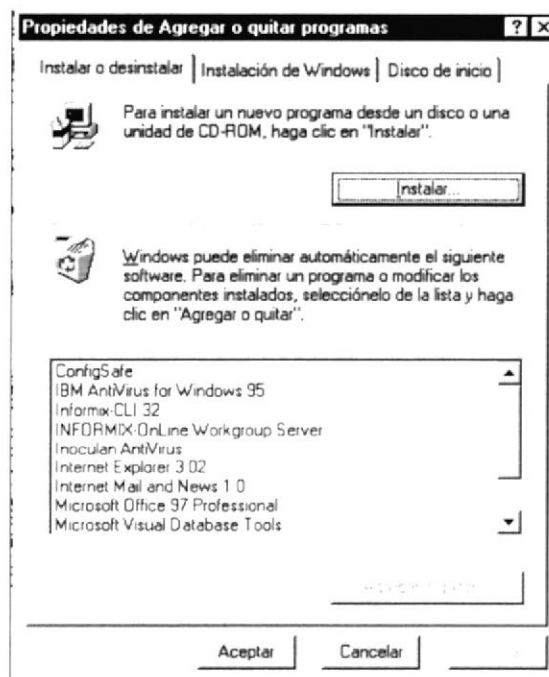 Propiedades de Agregar o quitar programas
Instalar o desinstalar Instalación de Windows Disco de inicio
Para instalar un nuevo programa desde un disco o una
unidad de CD-ROM, haga clic en "Instalar".
Instalar...
Windows puede eliminar automáticamente el siguiente
software. Para eliminar un programa o modificar los
componentes instalados, selecciónelo de la lista y haga
clic en "Agregar o quitar".
ConfigSafe
IBM AntiVirus for Windows 95
Informix-CLI 32
INFORMIX-OnLine Workgroup Server
Inoculan AntiVirus
Internet Explorer 3.02
Internet Mail and News 1.0
Microsoft Office 97 Professional
Microsoft Visual Database Tools
Aceptar Cancelar